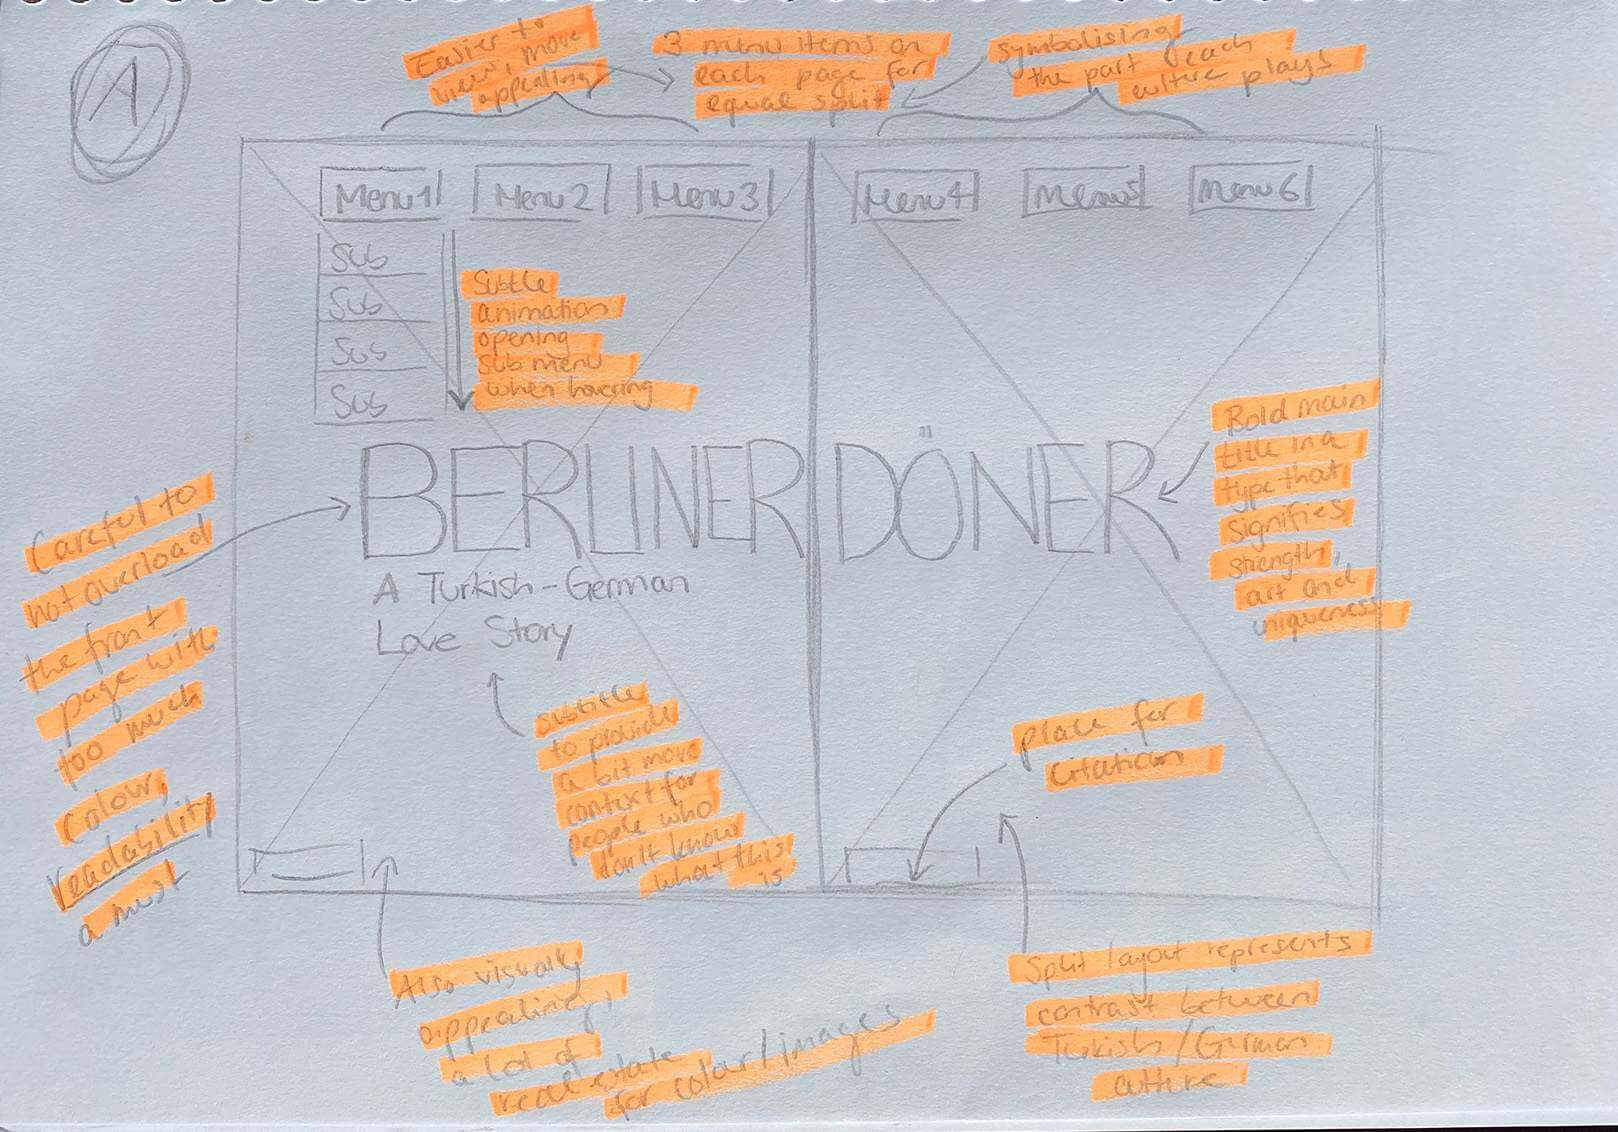 A
Easier to
view, more
appealing
3 menu items on
each page for
equal split
symbolising
the part each
culture plays
Menu 1
Menu 2
Menu 3
Menu 4
Menu 5
Menu 6
Sub
Sub
Sub
Sub
Subtle
animation
opening
sub menu
when hovering
BERLINER DÖNER
A Turkish-German
Love Story
Bold main
title in a
type that
signifies
strength,
art and
uniqueness
Careful to
not overload
the front
page with
too much
colour,
readability
a must
subtitle
to provide
a bit more
context for
people who
don't know
what this
is
place for
citation
Also visually
appealing,
a lot of
real estate
for colour/images
Split layout represents
contrast between
Turkish/German
culture